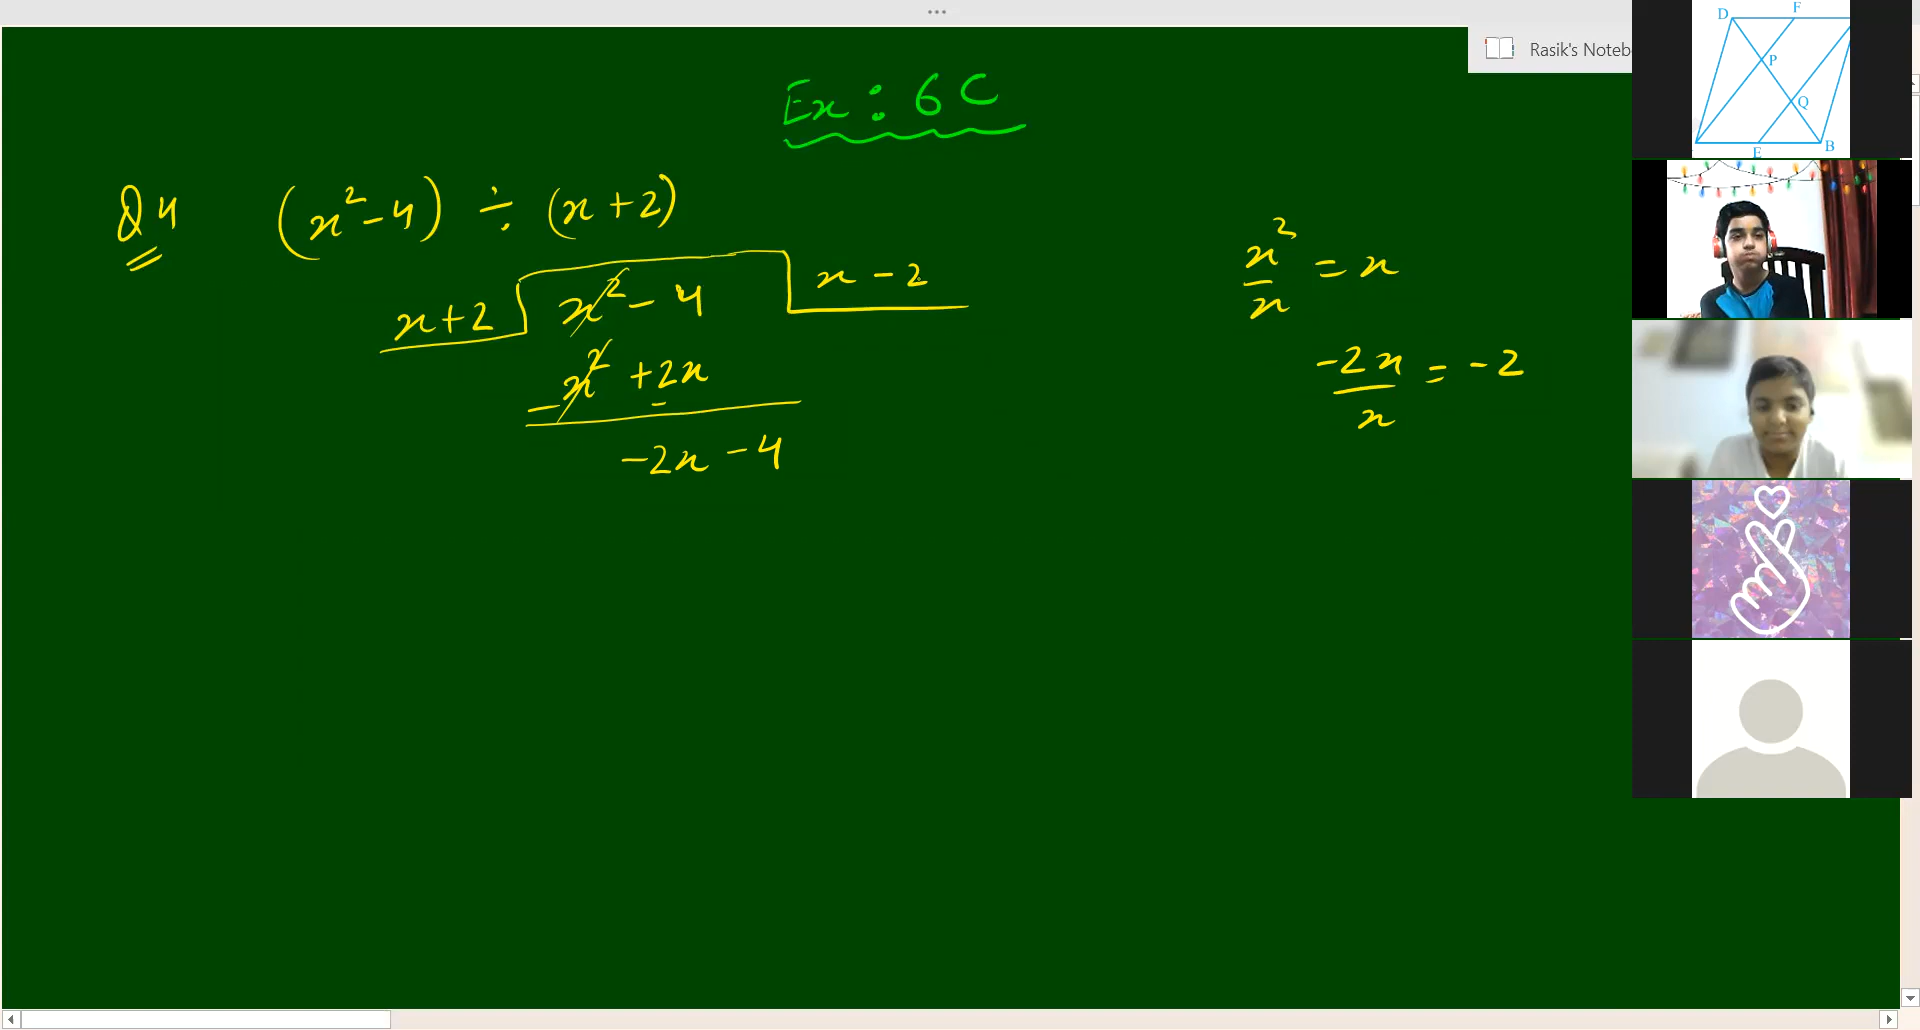 Rasik's Noteb
Ex : 6C
Q4 (x²-4) ÷ (x+2)
x+2 x²-4 x-2
x² +2x
- -
-2x-4
x²/x = x
-2x/x = -2
D F
P
Q
E B